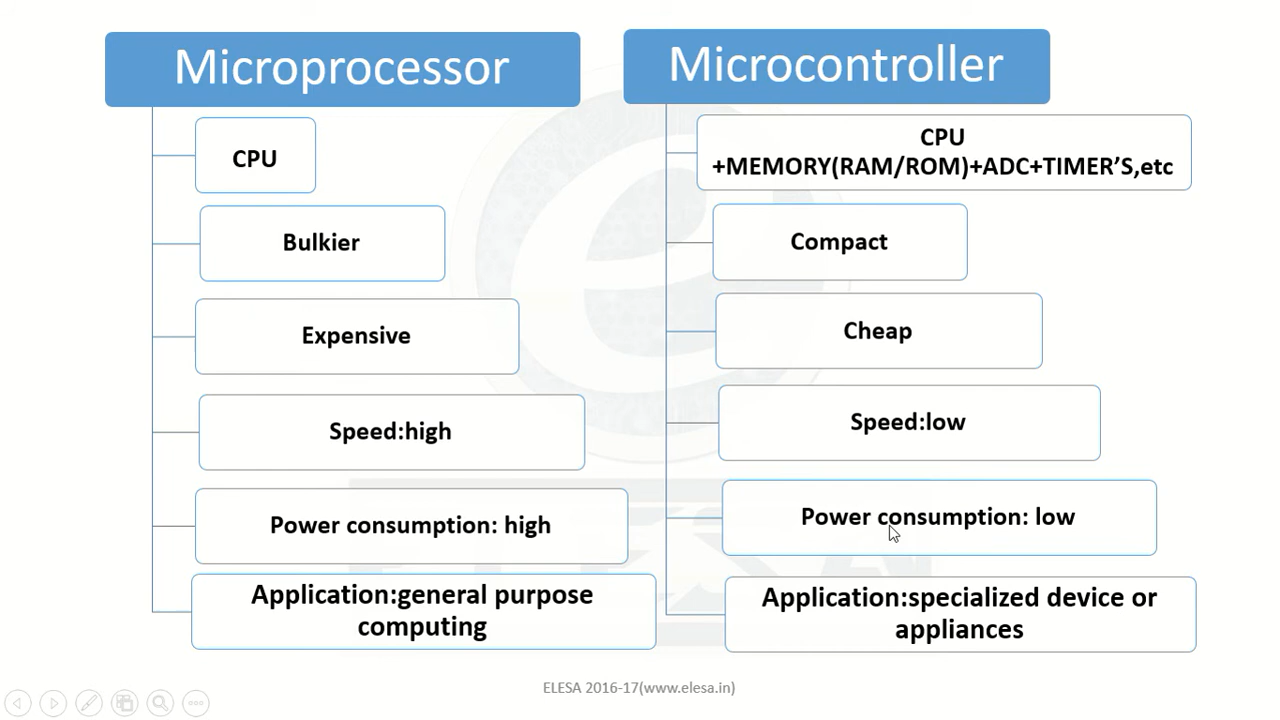 Microprocessor
CPU
Bulkier
Expensive
Speed:high
Power consumption: high
Application:general purpose
computing
Microcontroller
CPU
+MEMORY(RAM/ROM)+ADC+TIMER’S,etc
Compact
Cheap
Speed:low
Power consumption: low
Application:specialized device or
appliances
ELESA
ELESA 2016-17(www.elesa.in)